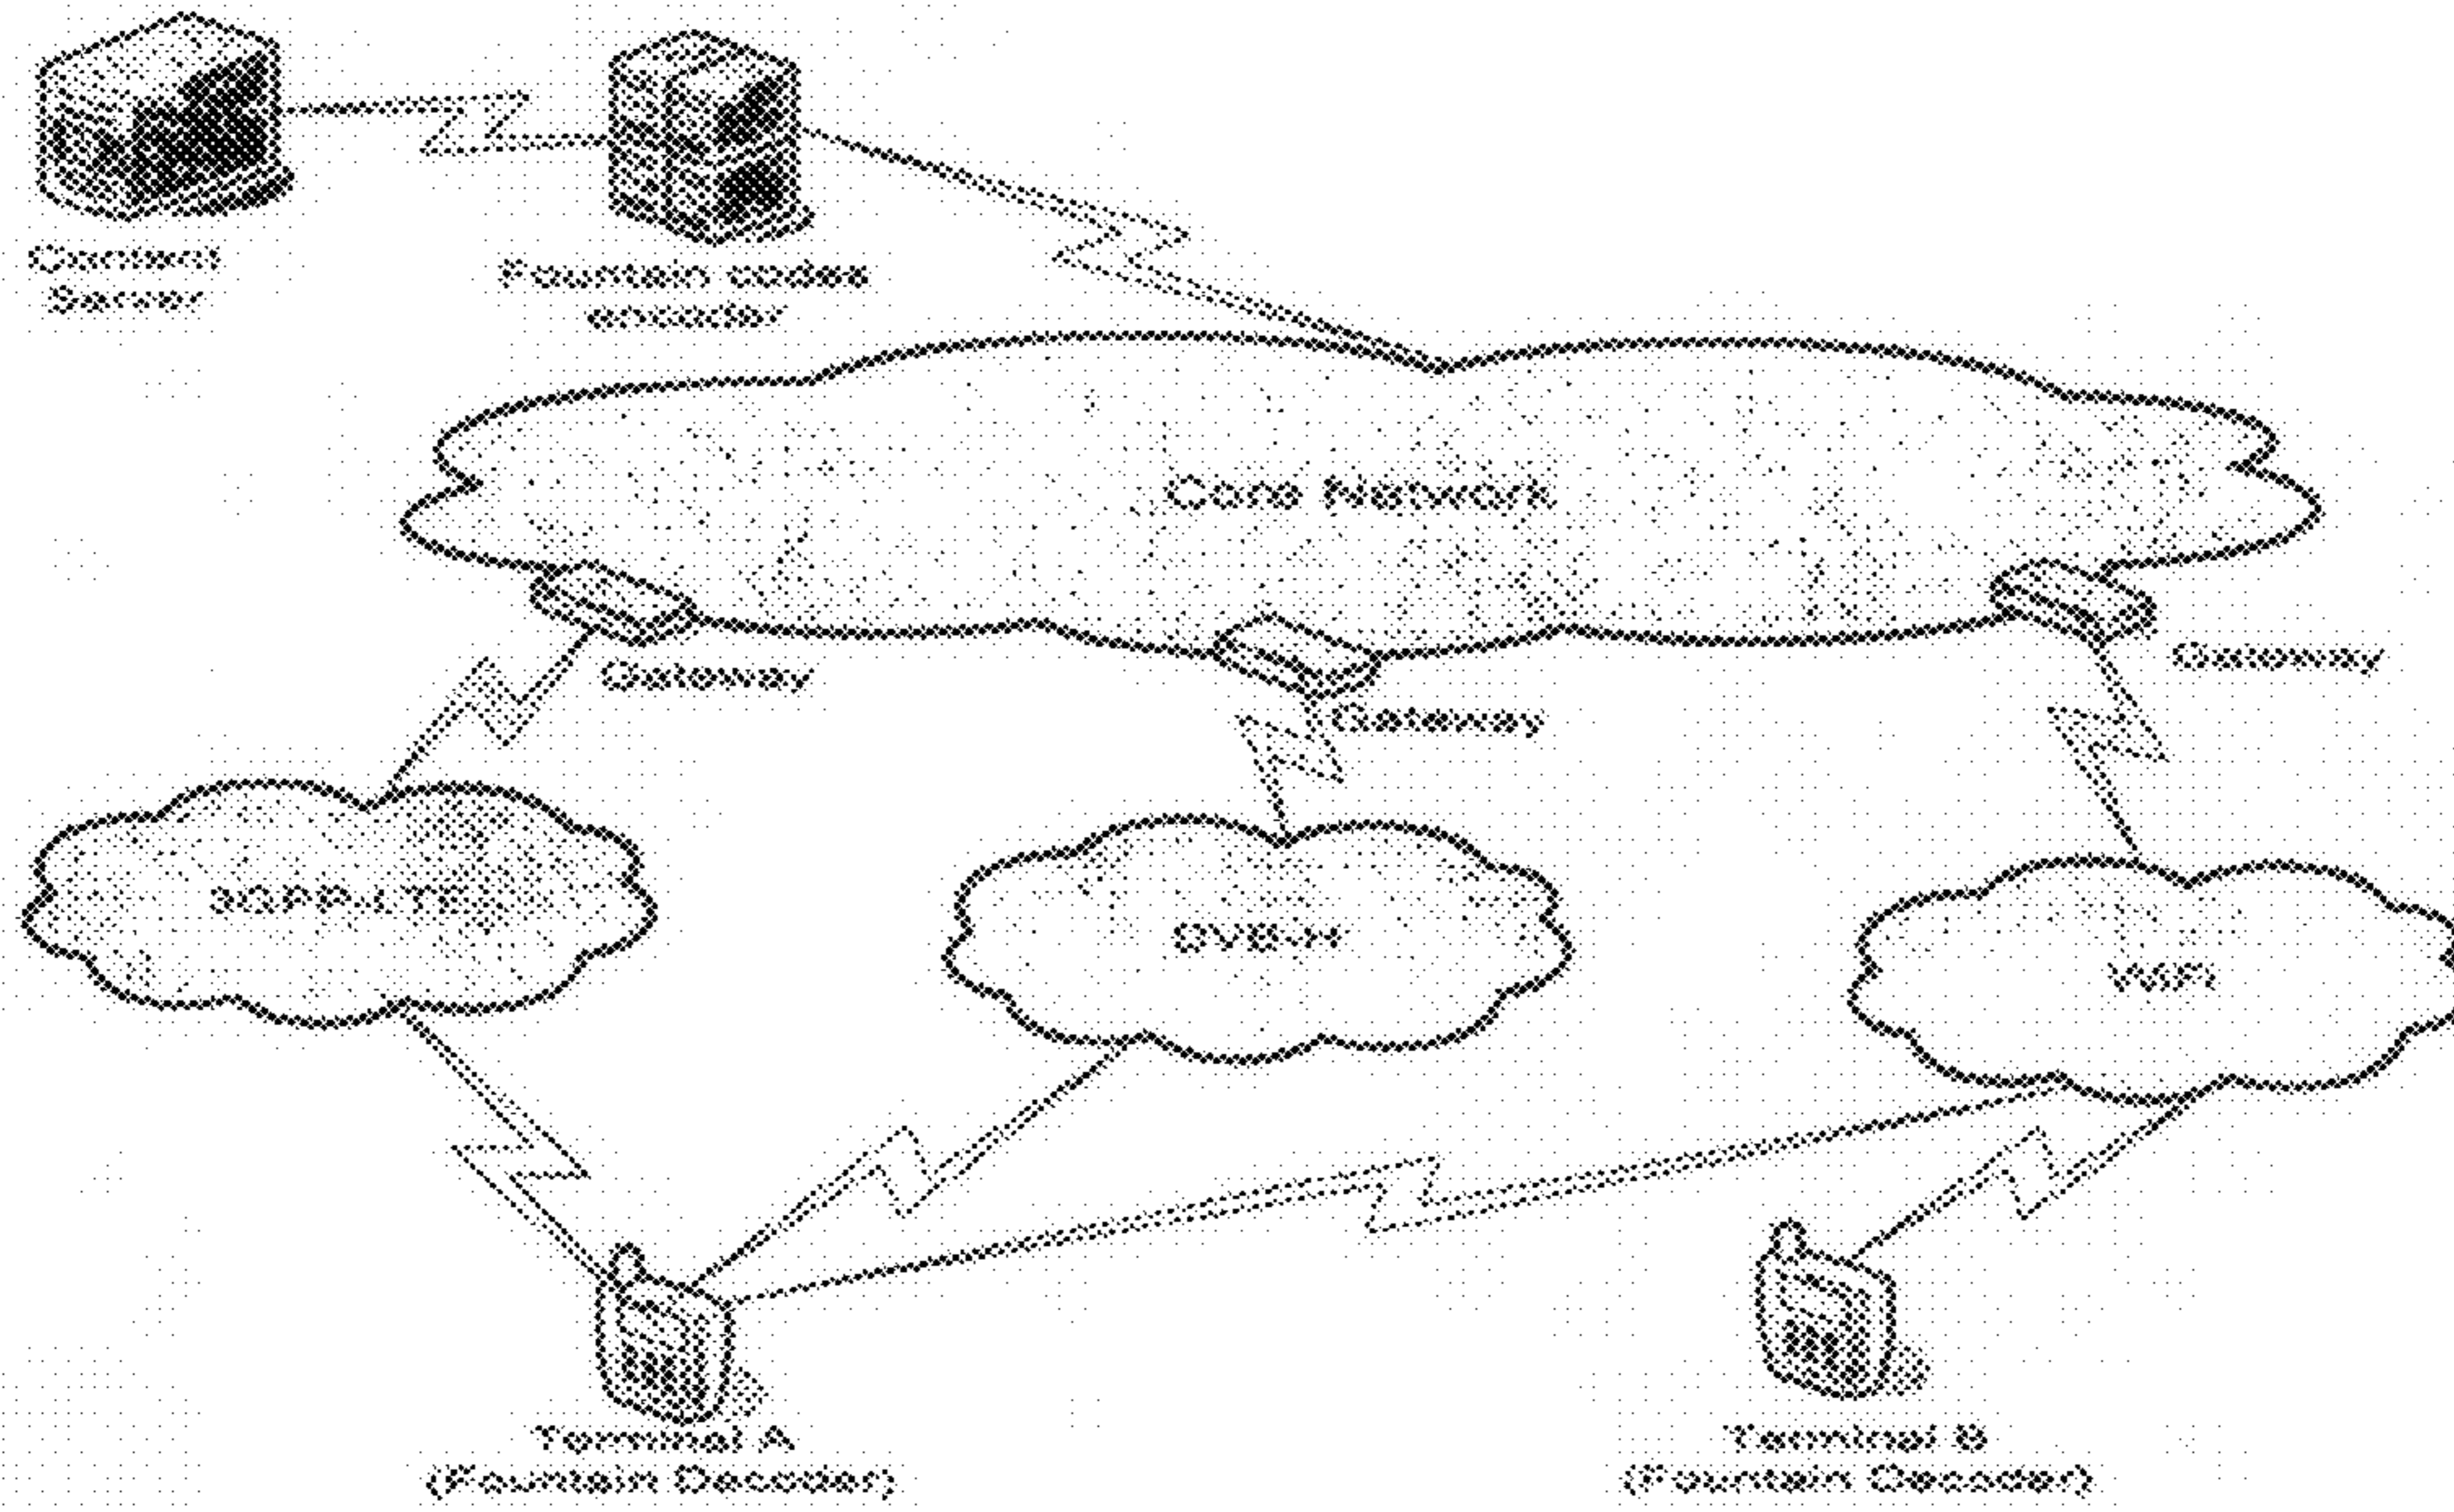 Content
Server
Fountain codes
encoder
Core Network
Gateway
Gateway
Gateway
3GPP-LTE
DVB-H
WiFi
Terminal A
(Fountain Decoder)
Terminal B
(Fountain Decoder)